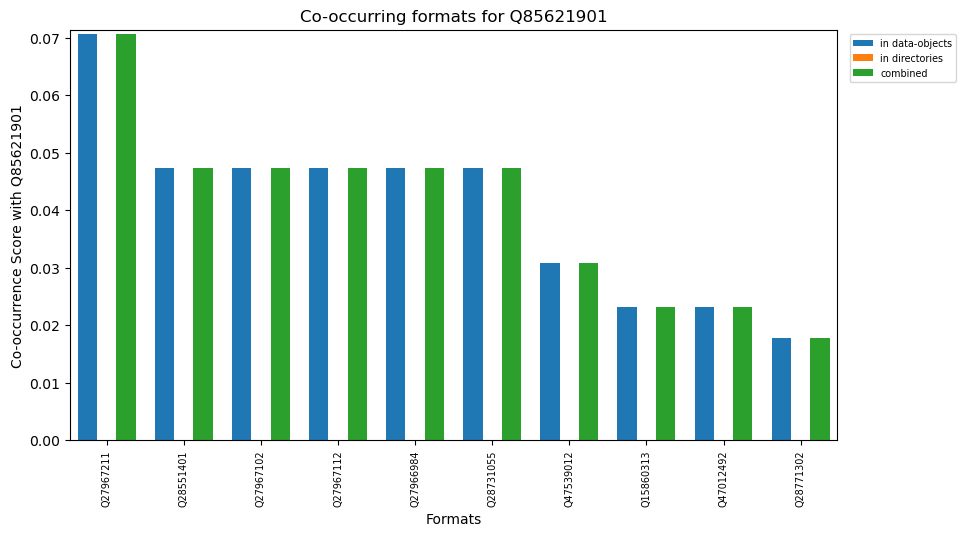 Co-occurring formats for Q85621901
Co-occurrence Score with Q85621901
0.07
0.06
0.05
0.04
0.03
0.02
0.01
0.00
Q27967211
Q28551401
Q27967102
Q27967112
Q27966984
Q28731055
Q47539012
Q15860313
Q47012492
Q28771302
Formats
in data-objects
in directories
combined